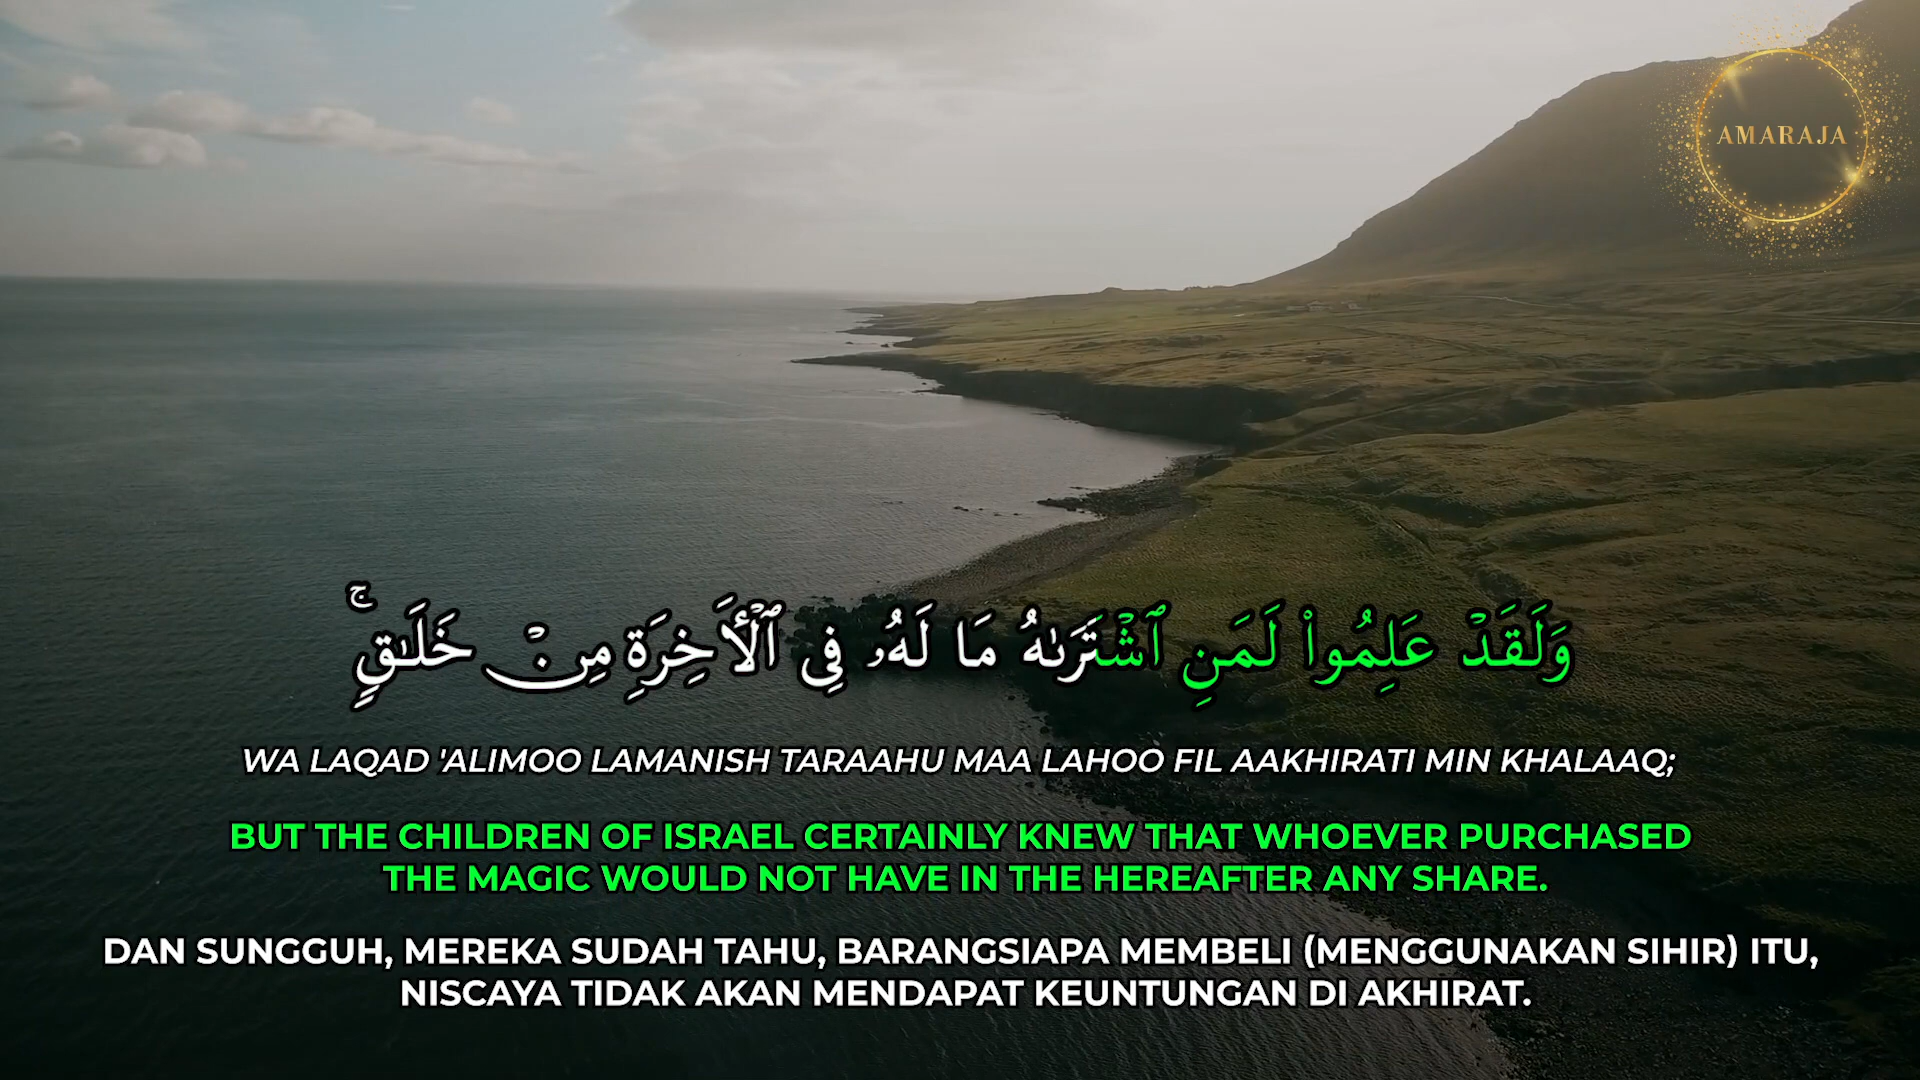 AMARAJA
وَلَقَدْ عَلِمُوا۟ لَمَنِ ٱشْتَرَىٰهُ مَا لَهُۥ فِى ٱلْأَخِرَةِ مِنْ خَلَـٰقٍ ۚ
WA LAQAD 'ALIMOO LAMANISH TARAAHU MAA LAHOO FIL AAKHIRATI MIN KHALAAQ;
BUT THE CHILDREN OF ISRAEL CERTAINLY KNEW THAT WHOEVER PURCHASED
THE MAGIC WOULD NOT HAVE IN THE HEREAFTER ANY SHARE.
DAN SUNGGUH, MEREKA SUDAH TAHU, BARANGSIAPA MEMBELI (MENGGUNAKAN SIHIR) ITU,
NISCAYA TIDAK AKAN MENDAPAT KEUNTUNGAN DI AKHIRAT.